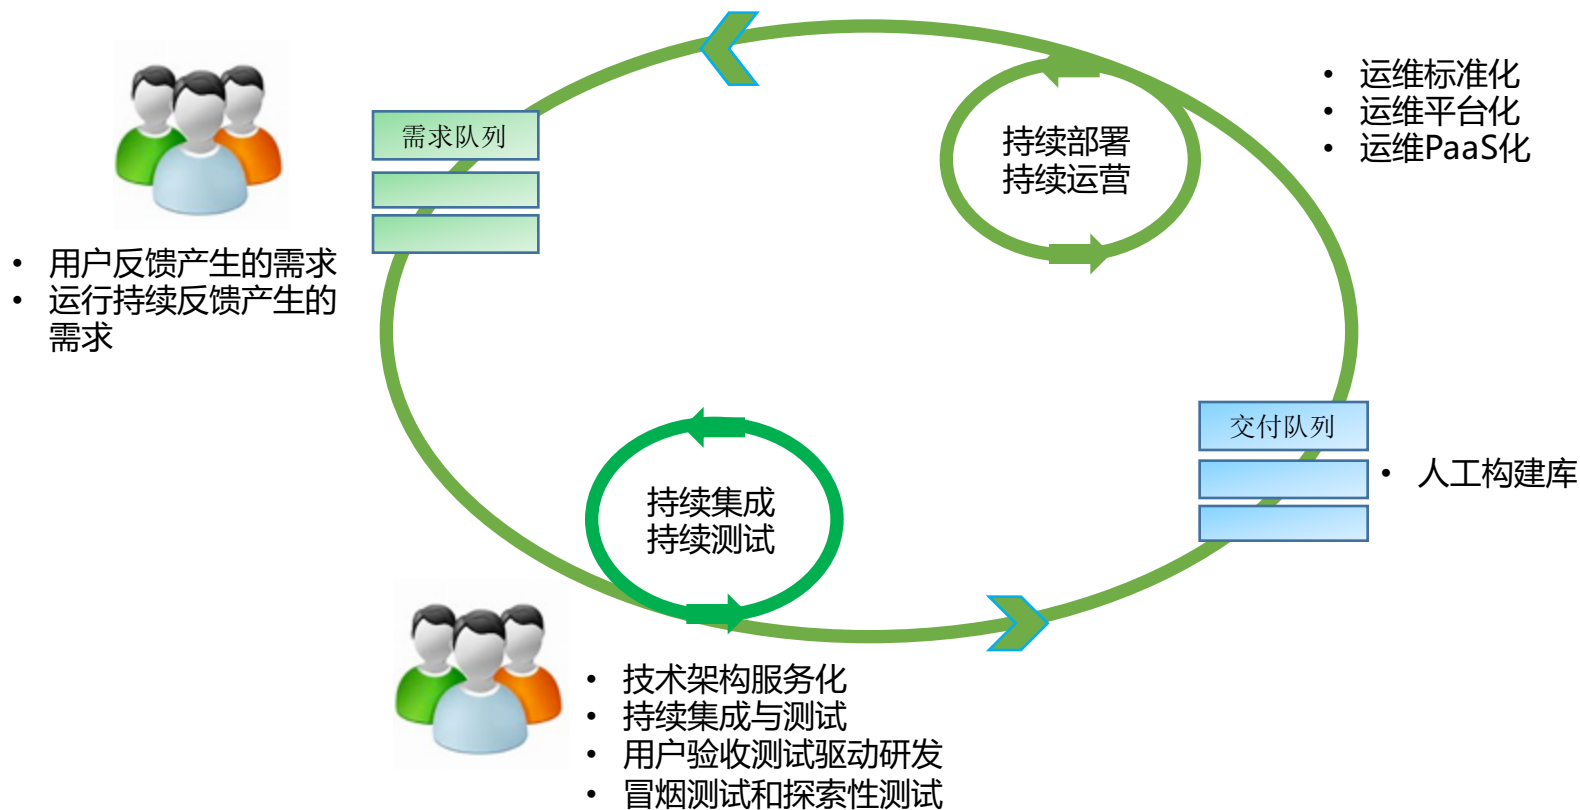 需求队列
• 用户反馈产生的需求
• 运行持续反馈产生的
需求
持续部署
持续运营
• 运维标准化
• 运维平台化
• 运维PaaS化
交付队列
• 人工构建库
持续集成
持续测试
• 技术架构服务化
• 持续集成与测试
• 用户验收测试驱动研发
• 冒烟测试和探索性测试